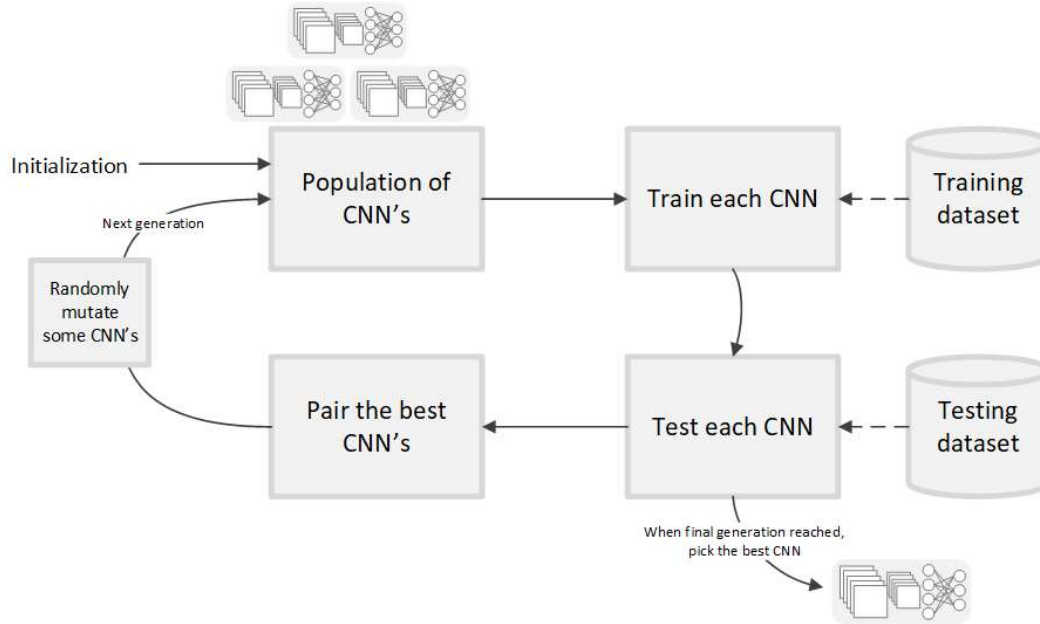 Initialization
Population of
CNN's
Train each CNN
Training
dataset
Next generation
Randomly
mutate
some CNN's
Pair the best
CNN's
Test each CNN
Testing
dataset
When final generation reached,
pick the best CNN